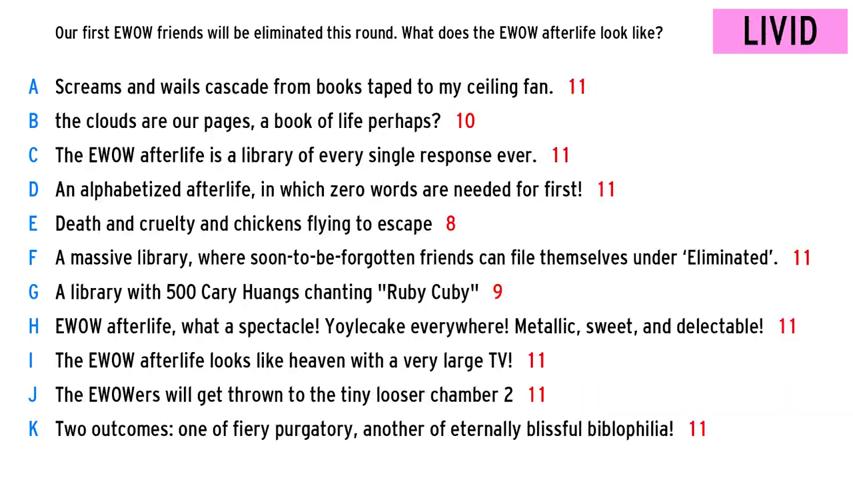 Our first EWOW friends will be eliminated this round. What does the EWOW afterlife look like?
LIVID
A Screams and wails cascade from books taped to my ceiling fan. 11
B the clouds are our pages, a book of life perhaps? 10
C The EWOW afterlife is a library of every single response ever. 11
D An alphabetized afterlife, in which zero words are needed for first! 11
E Death and cruelty and chickens flying to escape 8
F A massive library, where soon-to-be-forgotten friends can file themselves under ‘Eliminated’. 11
G A library with 500 Cary Huangs chanting "Ruby Cuby" 9
H EWOW afterlife, what a spectacle! Yoylecake everywhere! Metallic, sweet, and delectable! 11
I The EWOW afterlife looks like heaven with a very large TV! 11
J The EWOWers will get thrown to the tiny looser chamber 2 11
K Two outcomes: one of fiery purgatory, another of eternally blissful biblophilia! 11